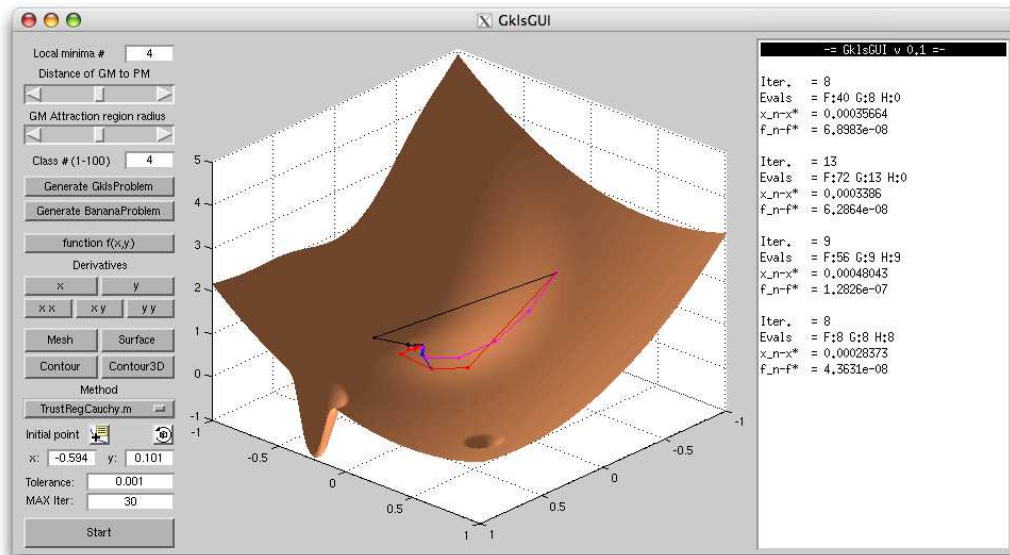 GklsGUI
Local minima # 4
Distance of GM to PM
GM Attraction region radius
Class # (1-100) 4
Generate GklsProblem
Generate BananaProblem
function f(x,y)
Derivatives
x y
x x x y y y
Mesh Surface
Contour Contour3D
Method
TrustRegCauchy.m
Initial point
x: -0.594 y: 0.101
Tolerance: 0.001
MAX Iter: 30
Start
5
4
3
2
1
0
-1
-1
-0.5
0
0.5
1
1
0.5
0
-0.5
-1
-= GklsGUI v 0.1 =-
Iter. = 8
Evals = F:40 G:8 H:0
x_n-x* = 0.00035664
f_n-f* = 6.8983e-08
Iter. = 13
Evals = F:72 G:13 H:0
x_n-x* = 0.0003386
f_n-f* = 6.2864e-08
Iter. = 9
Evals = F:56 G:9 H:9
x_n-x* = 0.00048043
f_n-f* = 1.2826e-07
Iter. = 8
Evals = F:8 G:8 H:8
x_n-x* = 0.00028373
f_n-f* = 4.3631e-08